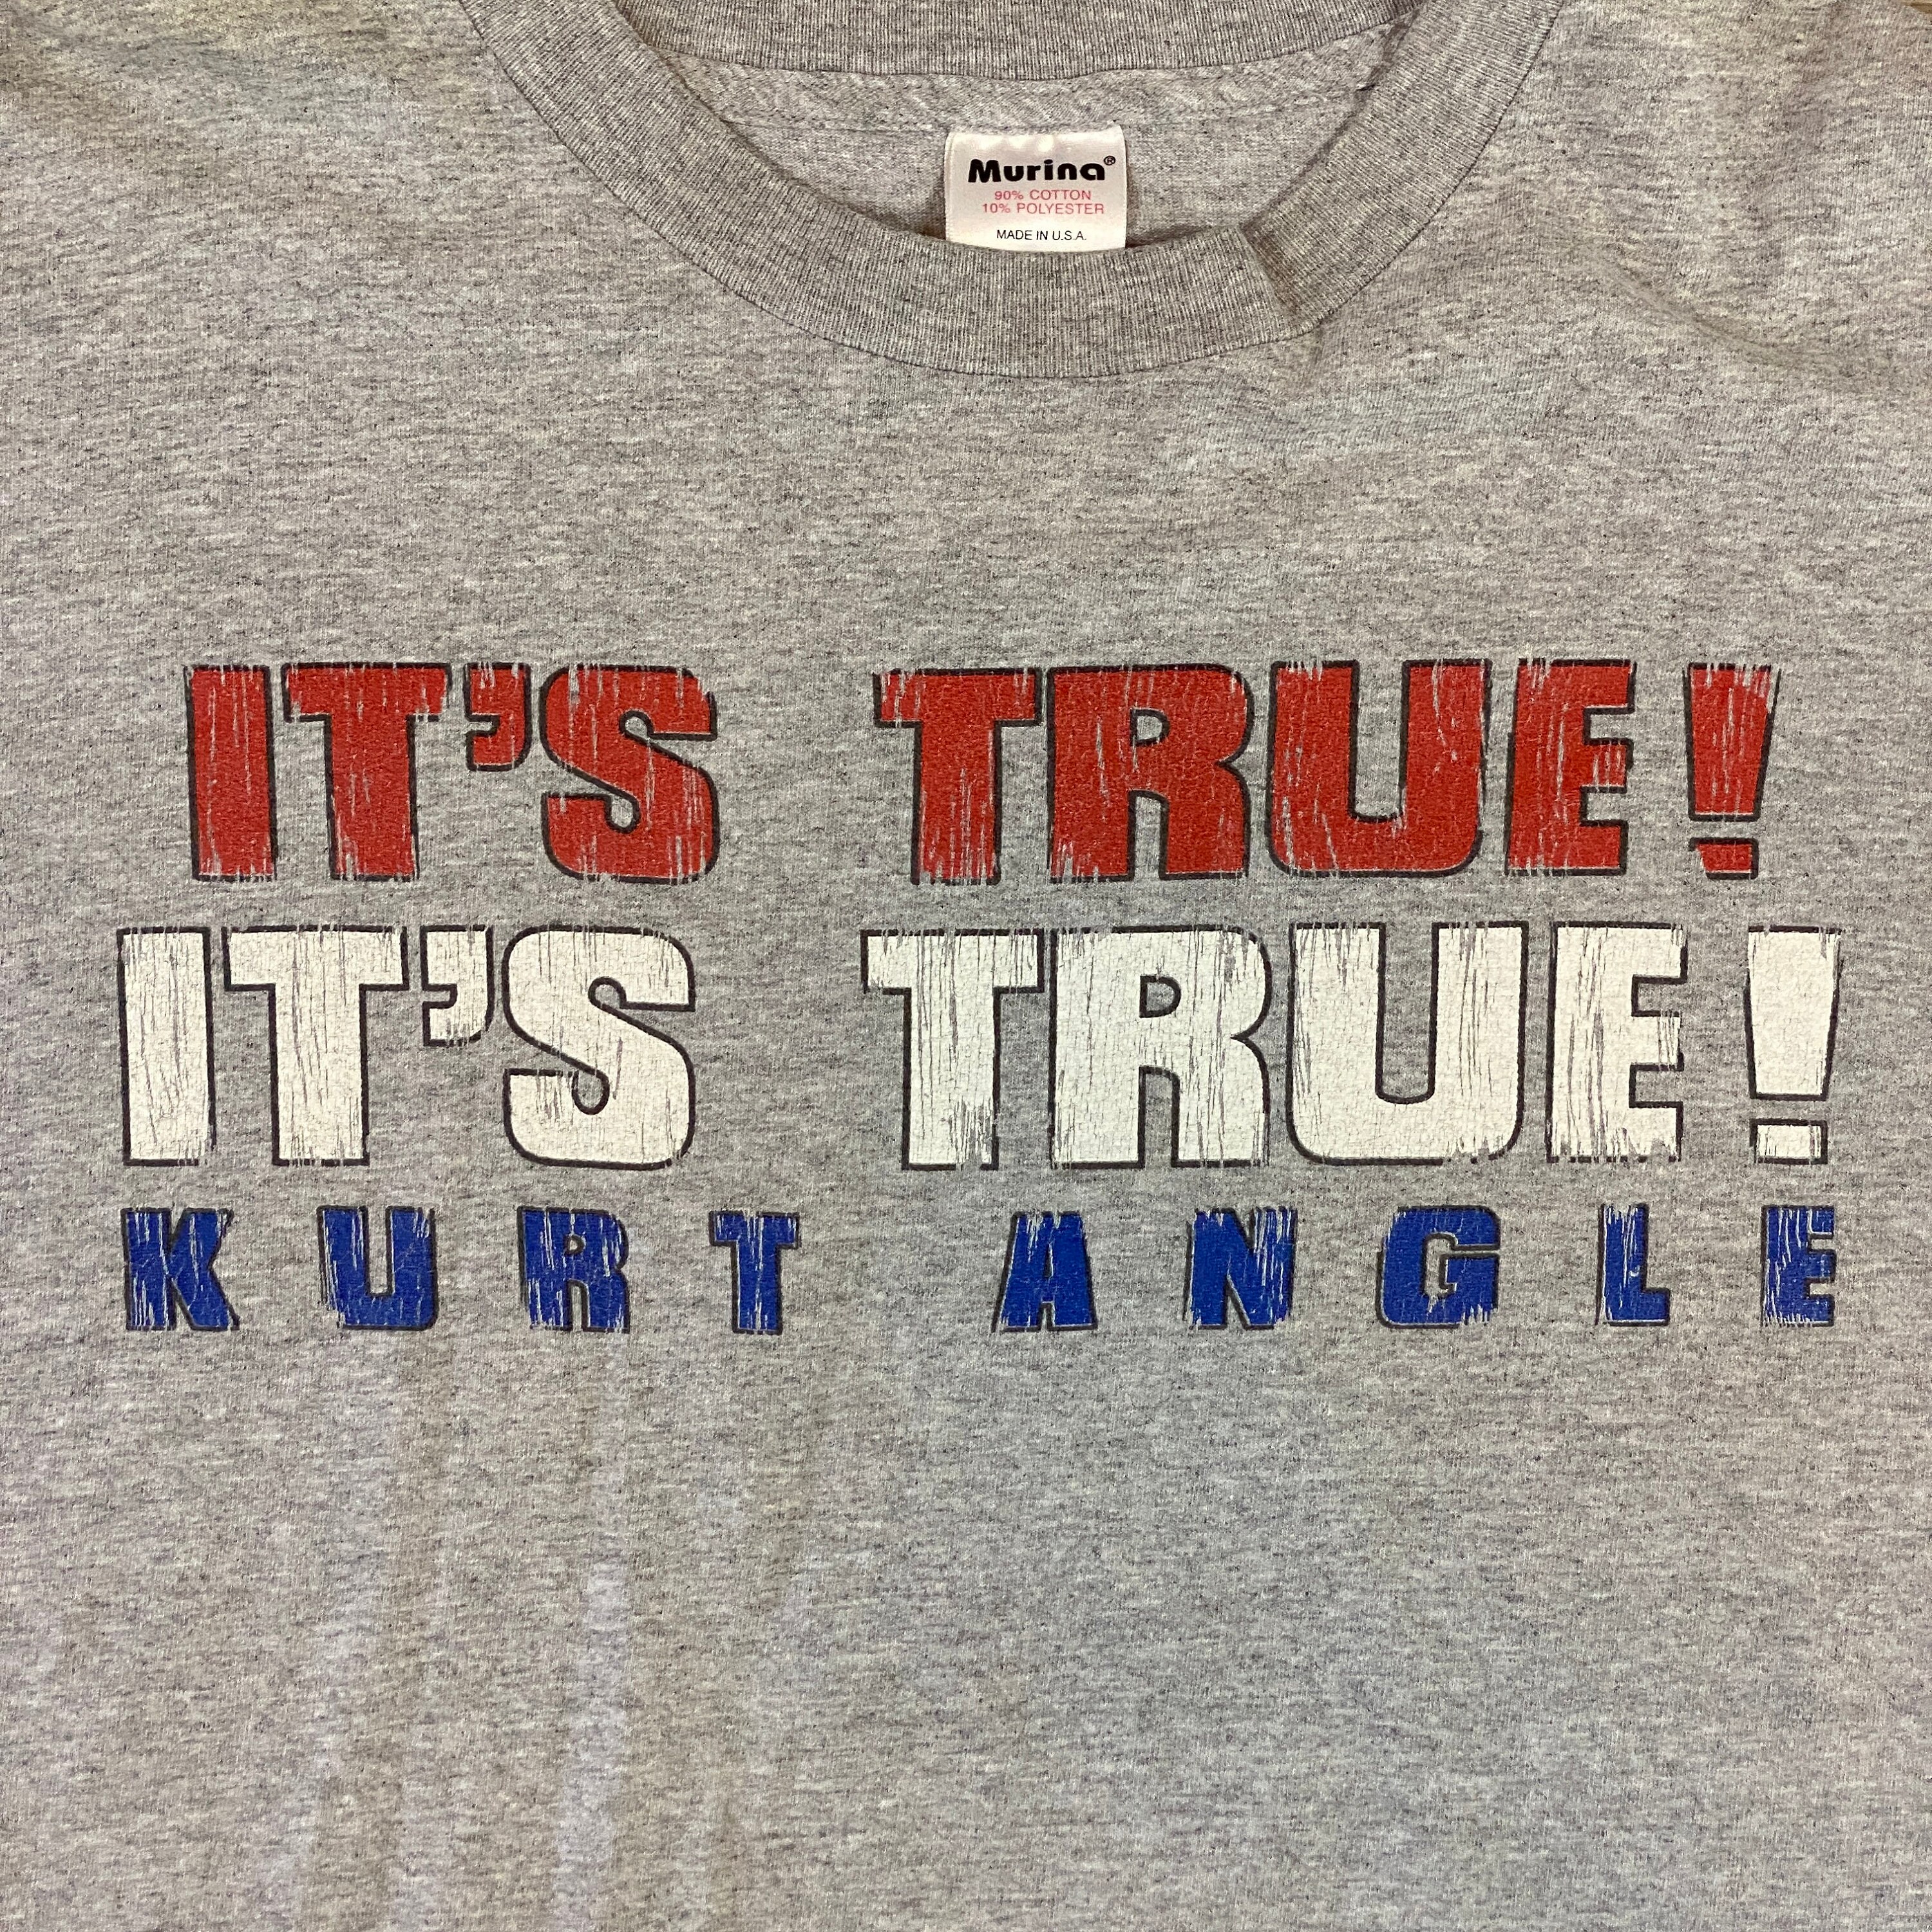 Murina®
90% COTTON
10% POLYESTER
MADE IN U.S.A.
IT'S TRUE!
IT'S TRUE!
KURT ANGLE